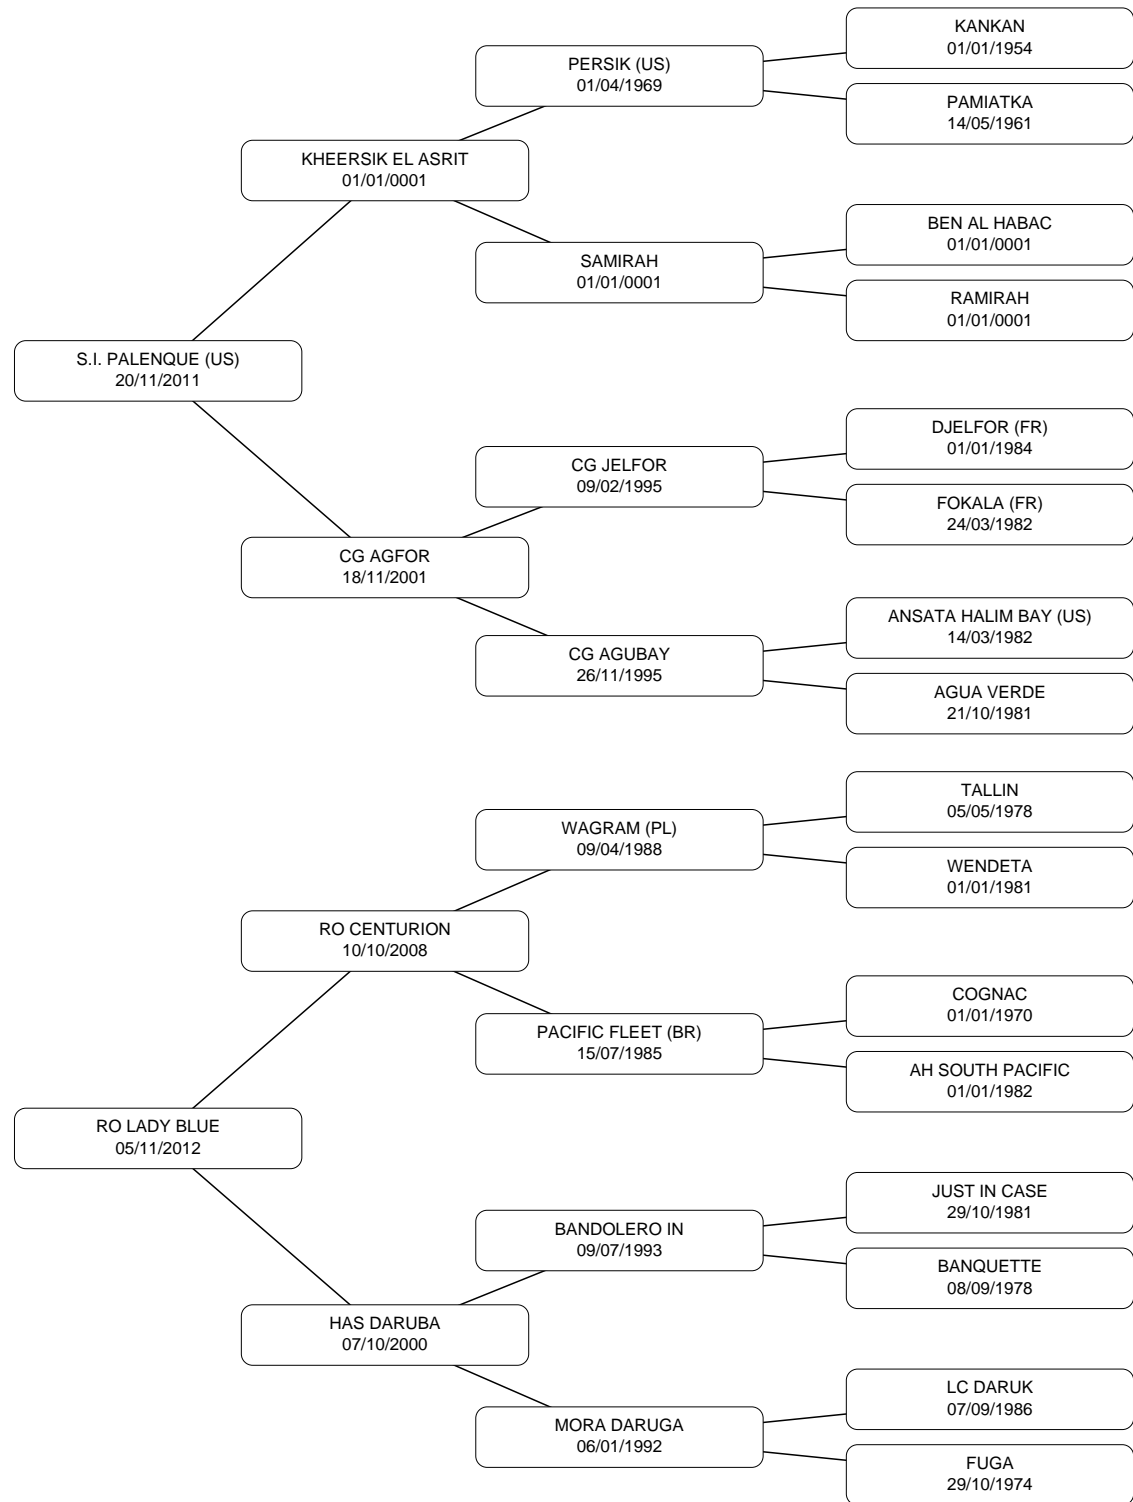 KANKAN
01/01/1954
PERSIK (US)
01/04/1969
PAMIATKA
14/05/1961
KHEERSIK EL ASRIT
01/01/0001
BEN AL HABAC
01/01/0001
SAMIRAH
01/01/0001
RAMIRAH
01/01/0001
S.I. PALENQUE (US)
20/11/2011
DJELFOR (FR)
01/01/1984
CG JELFOR
09/02/1995
FOKALA (FR)
24/03/1982
CG AGFOR
18/11/2001
ANSATA HALIM BAY (US)
14/03/1982
CG AGUBAY
26/11/1995
AGUA VERDE
21/10/1981
TALLIN
05/05/1978
WAGRAM (PL)
09/04/1988
WENDETA
01/01/1981
RO CENTURION
10/10/2008
COGNAC
01/01/1970
PACIFIC FLEET (BR)
15/07/1985
AH SOUTH PACIFIC
01/01/1982
RO LADY BLUE
05/11/2012
JUST IN CASE
29/10/1981
BANDOLERO IN
09/07/1993
BANQUETTE
08/09/1978
HAS DARUBA
07/10/2000
LC DARUK
07/09/1986
MORA DARUGA
06/01/1992
FUGA
29/10/1974